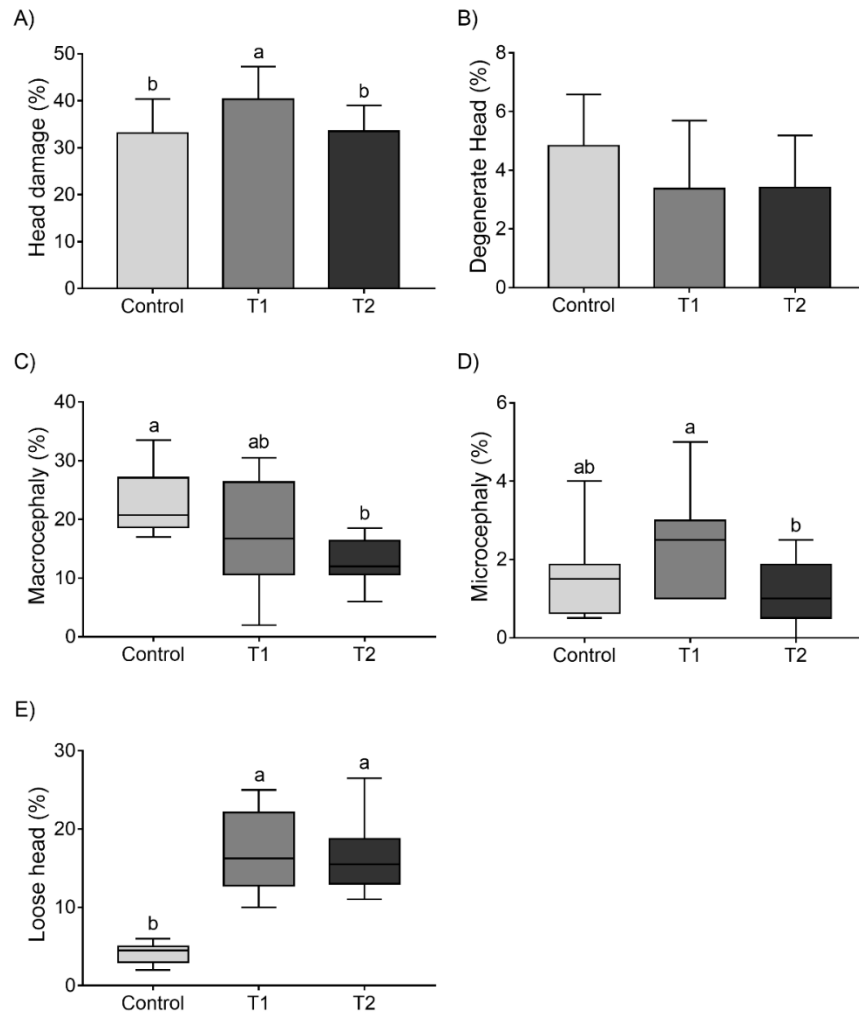 A)
Head damage (%)
50
40
30
20
10
0
b
a
b
Control T1 T2
B)
Degenerate Head (%)
8
6
4
2
0
Control T1 T2
C)
Macrocephaly (%)
40
30
20
10
0
a
ab
b
Control T1 T2
D)
Microcephaly (%)
6
4
2
0
ab
a
b
Control T1 T2
E)
Loose head (%)
30
20
10
0
b
a
a
Control T1 T2